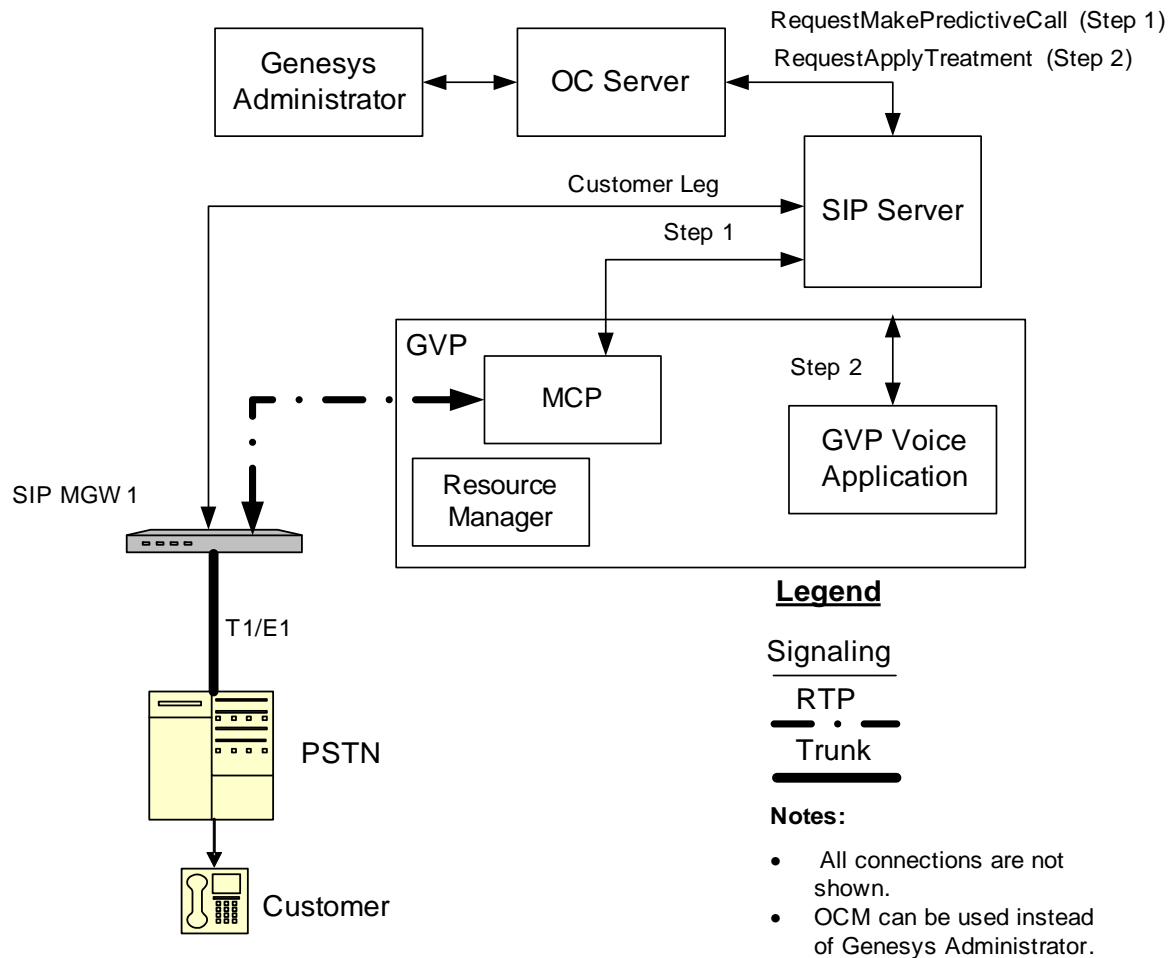 RequestMakePredictiveCall (Step 1)
RequestApplyTreatment (Step 2)
Genesys
Administrator
OC Server
SIP Server
Customer Leg
Step 1
GVP
MCP
Step 2
GVP Voice
Application
Resource
Manager
SIP MGW 1
T1/E1
PSTN
Customer
Legend
Signaling
RTP
Trunk
Notes:
• All connections are not
shown.
• OCM can be used instead
of Genesys Administrator.